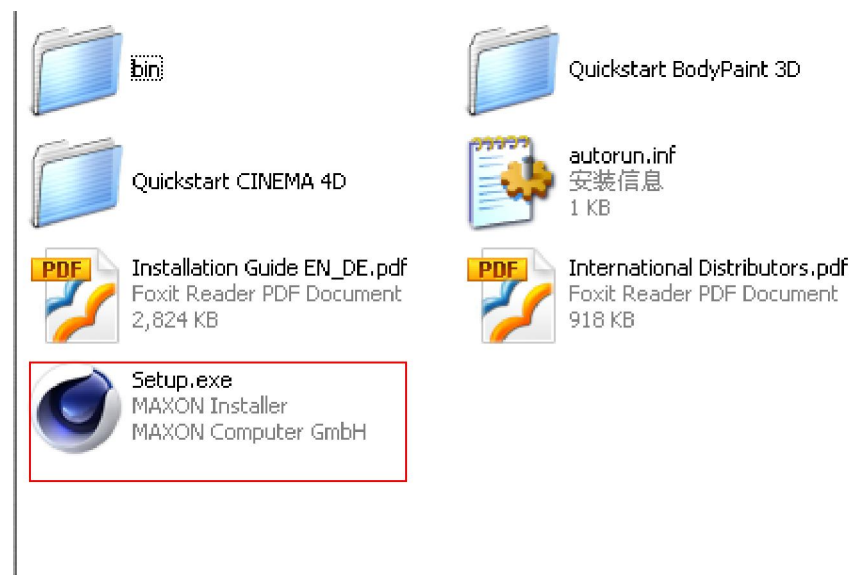 bin
Quickstart BodyPaint 3D
Quickstart CINEMA 4D
autorun.inf
安装信息
1 KB
PDF
Installation Guide EN_DE.pdf
Foxit Reader PDF Document
2,824 KB
PDF
International Distributors.pdf
Foxit Reader PDF Document
918 KB
Setup.exe
MAXON Installer
MAXON Computer GmbH